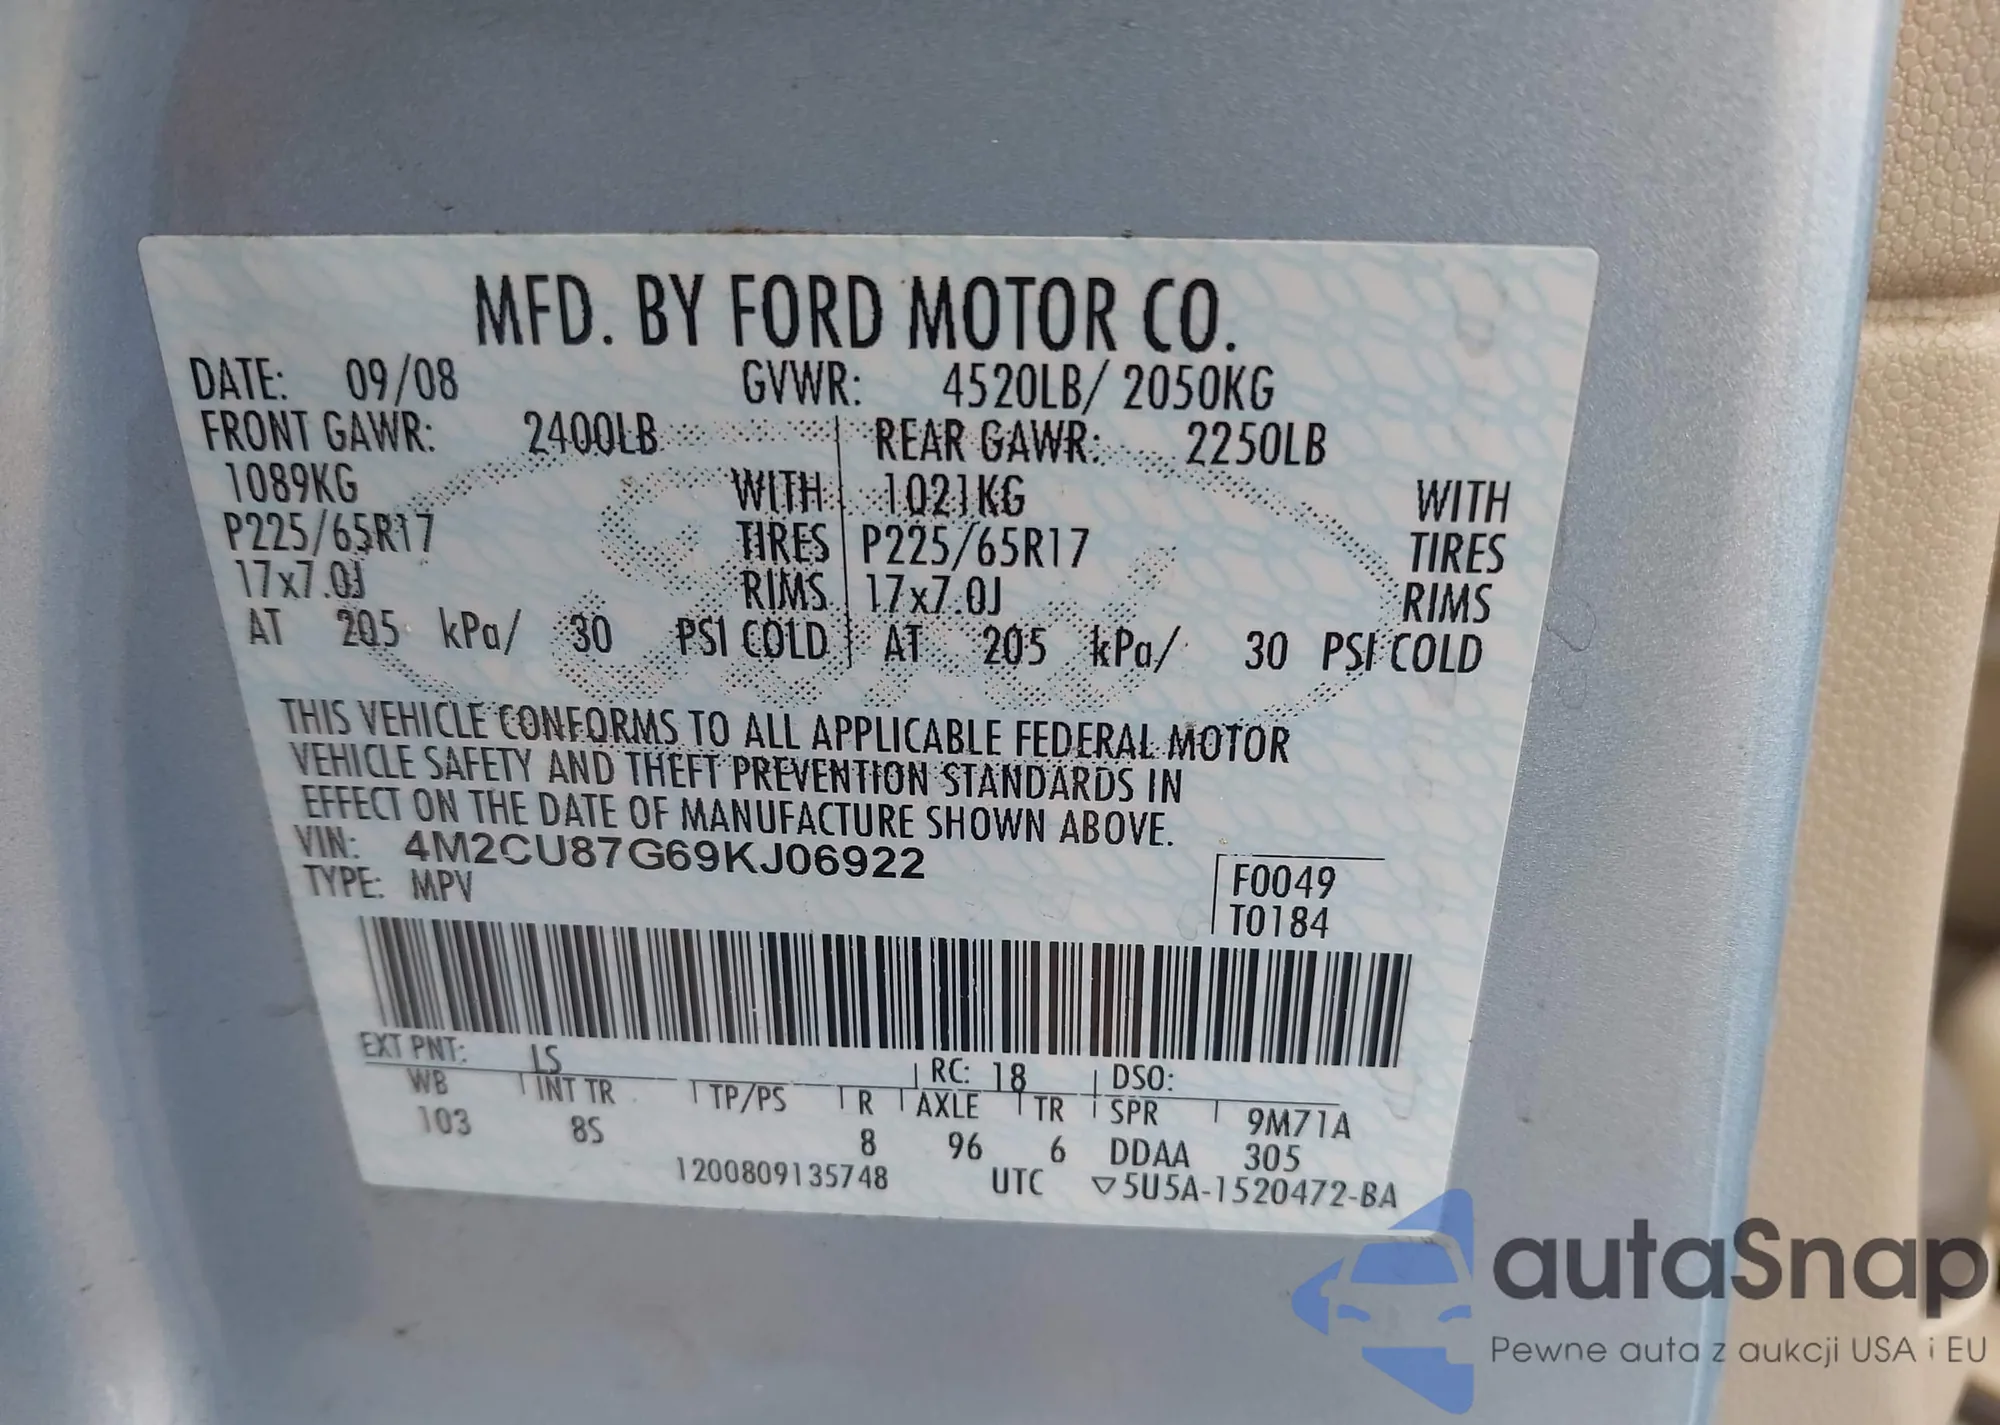 MFD. BY FORD MOTOR CO.
DATE: 09/08 GVWR: 4520LB/ 2050KG
FRONT GAWR: 2400LB REAR GAWR: 2250LB
1089KG WITH 1021KG WITH
P225/65R17 TIRES P225/65R17 TIRES
17x7.0J RIMS 17x7.0J RIMS
AT 205 kPa/ 30 PSI COLD AT 205 kPa/ 30 PSI COLD
THIS VEHICLE CONFORMS TO ALL APPLICABLE FEDERAL MOTOR
VEHICLE SAFETY AND THEFT PREVENTION STANDARDS IN
EFFECT ON THE DATE OF MANUFACTURE SHOWN ABOVE.
VIN: 4M2CU87G69KJ06922
TYPE: MPV
F0049
T0184
EXT PNT: LS RC: 18 DSO:
WB INT TR TP/PS R AXLE TR SPR 9M71A
103 8S 8 96 6 DDAA 305
1200809135748 UTC ▽5U5A-1520472-BA
autaSnap
Pewne auta z aukcji USA i EU